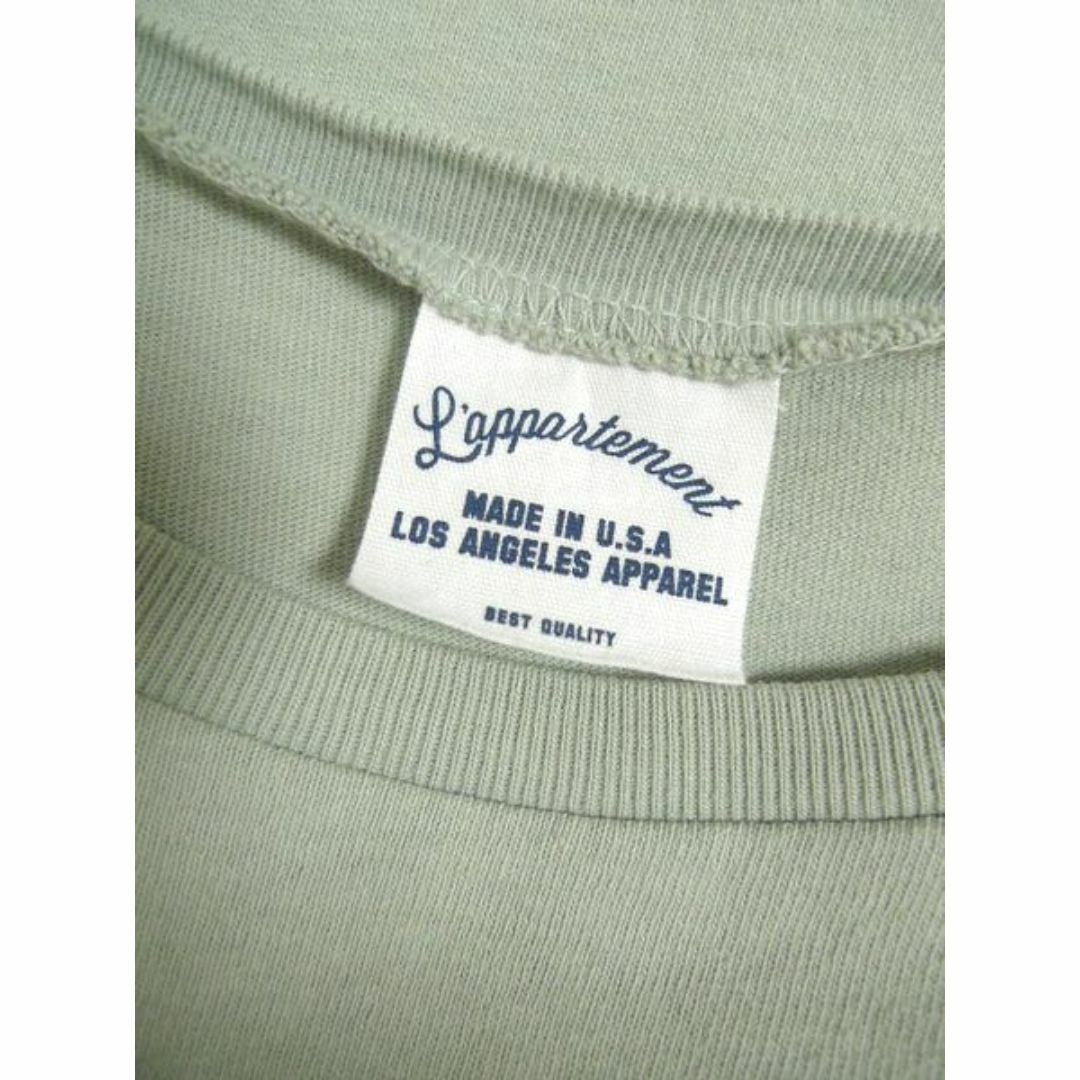 L'appartement
MADE IN U.S.A
LOS ANGELES APPAREL
BEST QUALITY